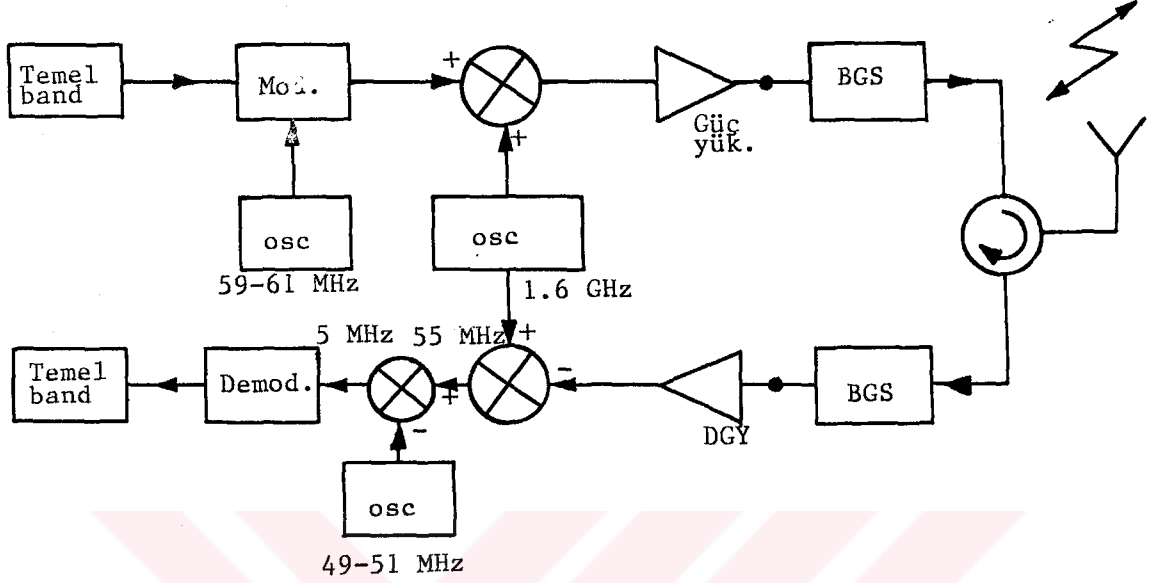 Temel
band
Mod.
+
+
Güç
yük.
BGS
osc
59-61 MHz
osc
1.6 GHz
5 MHz
55 MHz
+
Temel
band
Demod.
+
-
-
DGY
BGS
osc
49-51 MHz